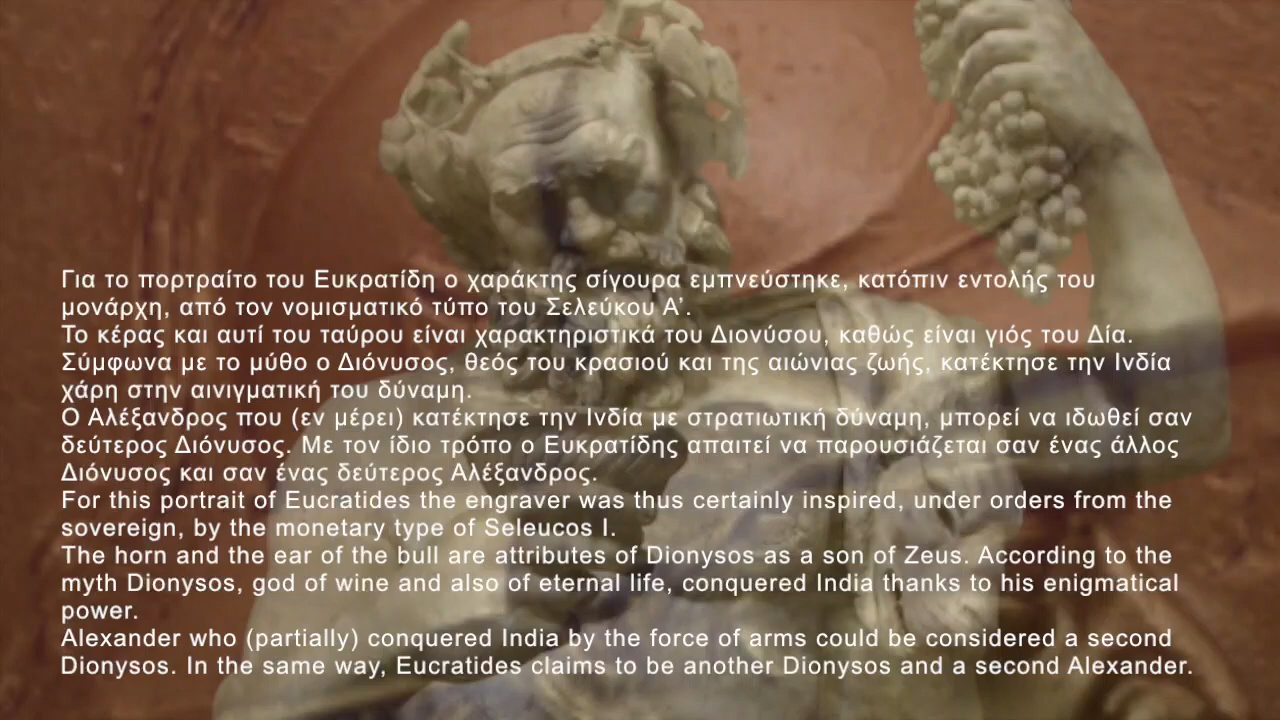 Για το πορτραίτο του Ευκρατίδη ο χαράκτης σίγουρα εμπνεύστηκε, κατόπιν εντολής του
μονάρχη, από τον νομισματικό τύπο του Σελεύκου Α’.
Το κέρας και αυτί του ταύρου είναι χαρακτηριστικά του Διονύσου, καθώς είναι γιός του Δία.
Σύμφωνα με το μύθο ο Διόνυσος, θεός του κρασιού και της αιώνιας ζωής, κατέκτησε την Ινδία
χάρη στην αινιγματική του δύναμη.
Ο Αλέξανδρος που (εν μέρει) κατέκτησε την Ινδία με στρατιωτική δύναμη, μπορεί να ιδωθεί σαν
δεύτερος Διόνυσος. Με τον ίδιο τρόπο ο Ευκρατίδης απαιτεί να παρουσιάζεται σαν ένας άλλος
Διόνυσος και σαν ένας δεύτερος Αλέξανδρος.
For this portrait of Eucratides the engraver was thus certainly inspired, under orders from the
sovereign, by the monetary type of Seleucos I.
The horn and the ear of the bull are attributes of Dionysos as a son of Zeus. According to the
myth Dionysos, god of wine and also of eternal life, conquered India thanks to his enigmatical
power.
Alexander who (partially) conquered India by the force of arms could be considered a second
Dionysos. In the same way, Eucratides claims to be another Dionysos and a second Alexander.